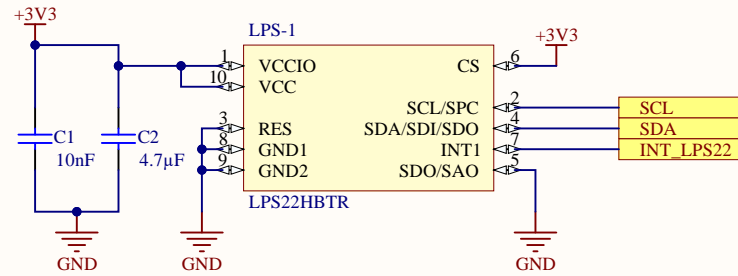 +3V3
LPS-1
+3V3
1 VCCIO
CS 6
10 VCC
SCL/SPC 2 SCL
3 RES
SDA/SDI/SDO 4 SDA
8 GND1
INT1 7 INT_LPS22
9 GND2
SDO/SAO 5
C1
10nF
C2
4.7µF
LPS22HBTR
GND
GND
GND